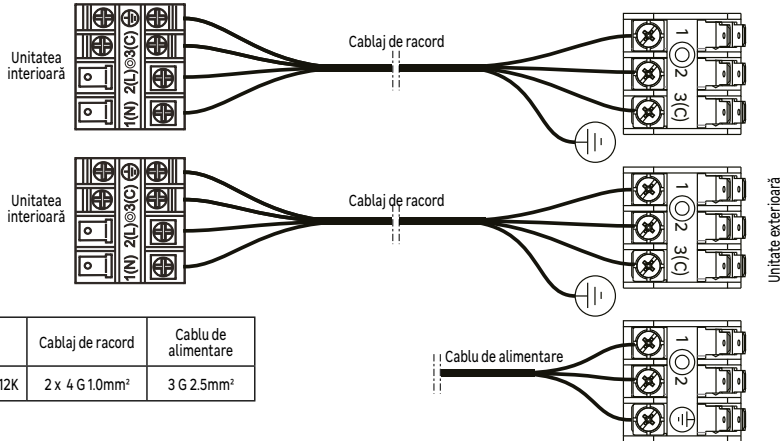 Unitatea
interioară
3(C)
2(L)
1(N)
Cablaj de racord
1
2
3(C)
Unitatea
interioară
3(C)
2(L)
1(N)
Cablaj de racord
1
2
3(C)
Unitate exterioară
Cablaj de racord
Cablu de
alimentare
12K
2 x 4 G 1.0mm²
3 G 2.5mm²
Cablu de alimentare
1
2